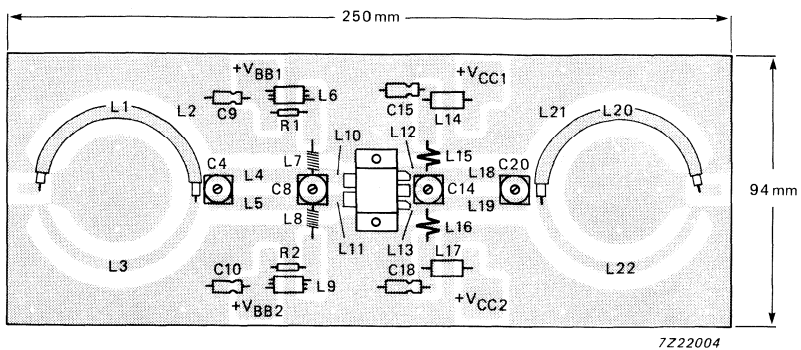 250 mm
+VBB1
+VCC1
L1
L2
C9
L6
C15
L14
L21
L20
R1
L10
L12
L7
L15
C4
L4
C8
C14
L18
C20
94 mm
L5
L19
L8
L16
L11
L13
L3
R2
L17
L22
C10
L9
C18
+VBB2
+VCC2
7Z22004